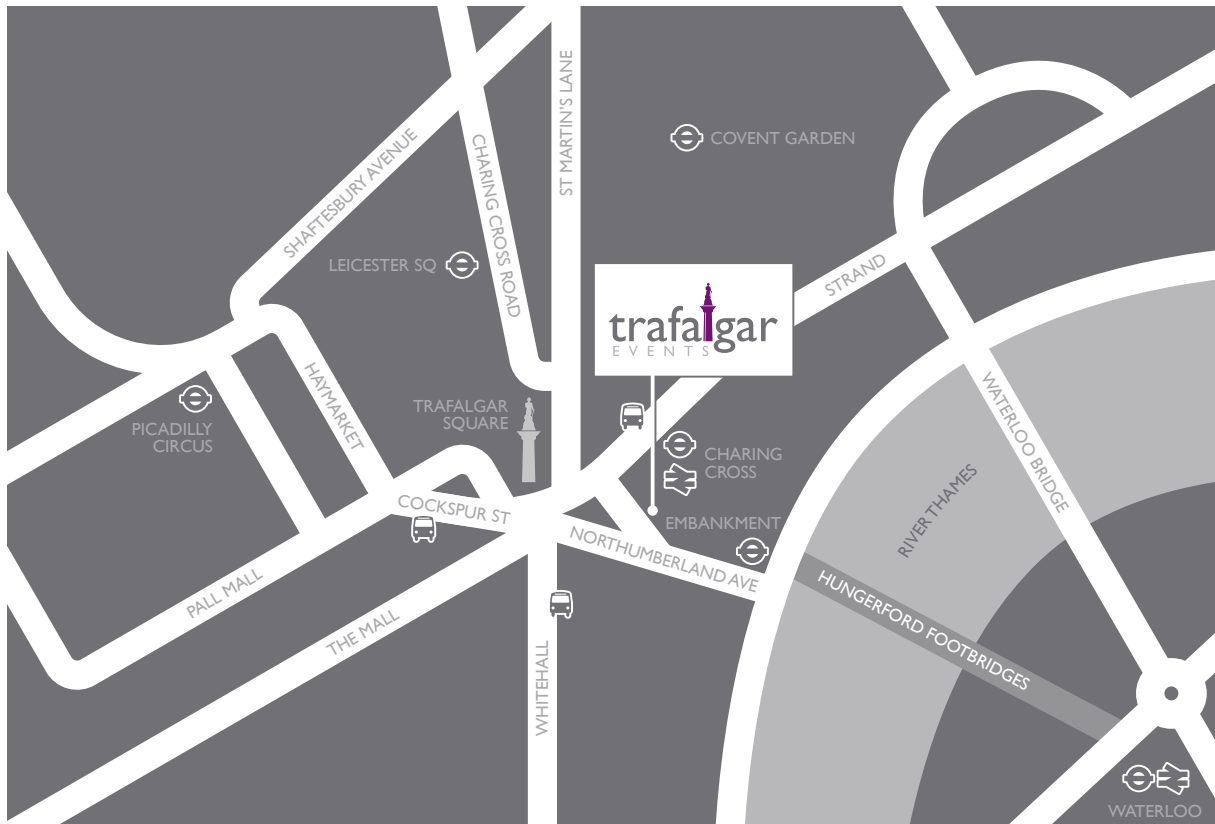 ST MARTIN'S LANE
SHAFTESBURY AVENUE
CHARING CROSS ROAD
COVENT GARDEN
LEICESTER SQ
STRAND
trafalgar
EVENTS
HAYMARKET
PICADILLY
CIRCUS
TRAFALGAR
SQUARE
CHARING
CROSS
WATERLOO BRIDGE
RIVER THAMES
COCKSPUR ST
EMBANKMENT
NORTHUMBERLAND AVE
HUNGERFORD FOOTBRIDGES
PALL MALL
THE MALL
WHITEHALL
WATERLOO